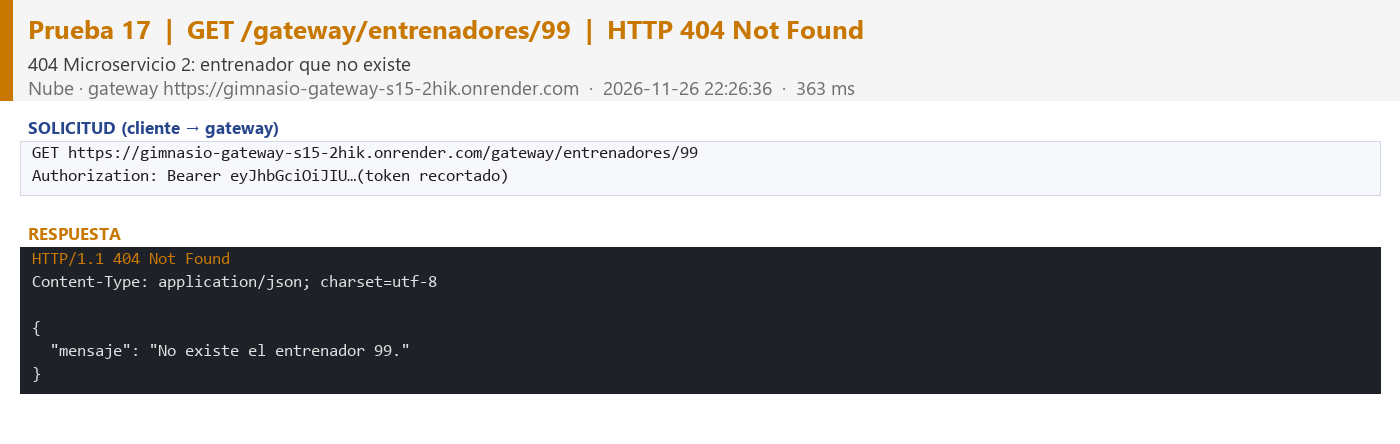 Prueba 17 | GET /gateway/entrenadores/99 | HTTP 404 Not Found
404 Microservicio 2: entrenador que no existe
Nube · gateway https://gimnasio-gateway-s15-2hik.onrender.com · 2026-11-26 22:26:36 · 363 ms
SOLICITUD (cliente → gateway)
GET https://gimnasio-gateway-s15-2hik.onrender.com/gateway/entrenadores/99
Authorization: Bearer eyJhbGciOiJIU…(token recortado)
RESPUESTA
HTTP/1.1 404 Not Found
Content-Type: application/json; charset=utf-8
{
  "mensaje": "No existe el entrenador 99."
}